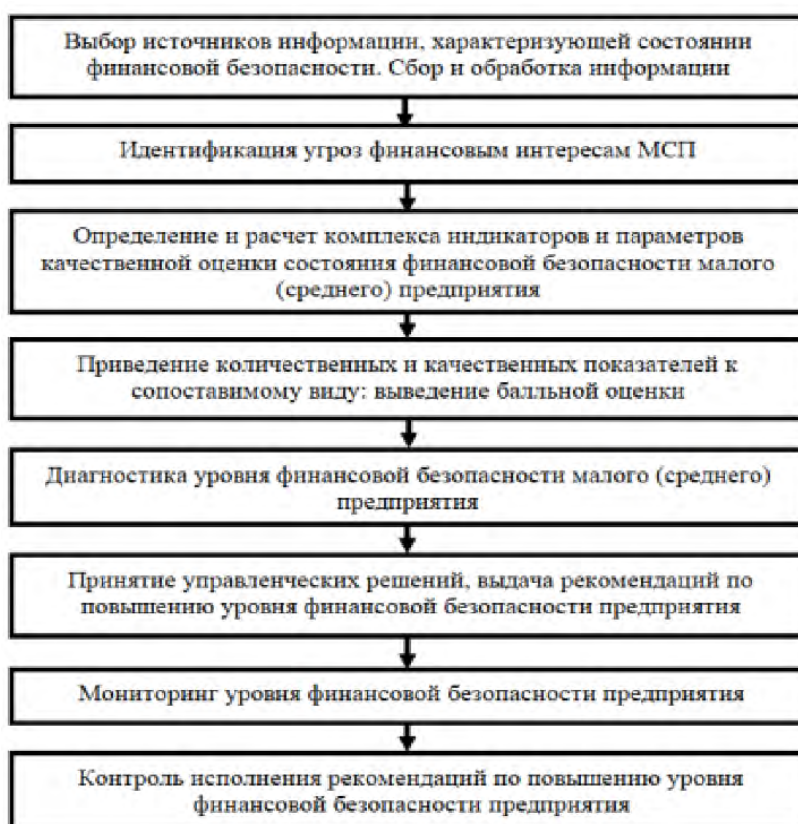 Выбор источников информации, характеризующей состоянии
финансовой безопасности. Сбор и обработка информации
Идентификация угроз финансовым интересам МСП
Определение и расчет комплекса индикаторов и параметров
качественной оценки состояния финансовой безопасности малого
(среднего) предприятия
Приведение количественных и качественных показателей к
сопоставимому виду: выведение балльной оценки
Диагностика уровня финансовой безопасности малого (среднего)
предприятия
Принятие управленческих решений, выдача рекомендаций по
повышению уровня финансовой безопасности предприятия
Мониторинг уровня финансовой безопасности предприятия
Контроль исполнения рекомендаций по повышению уровня
финансовой безопасности предприятия